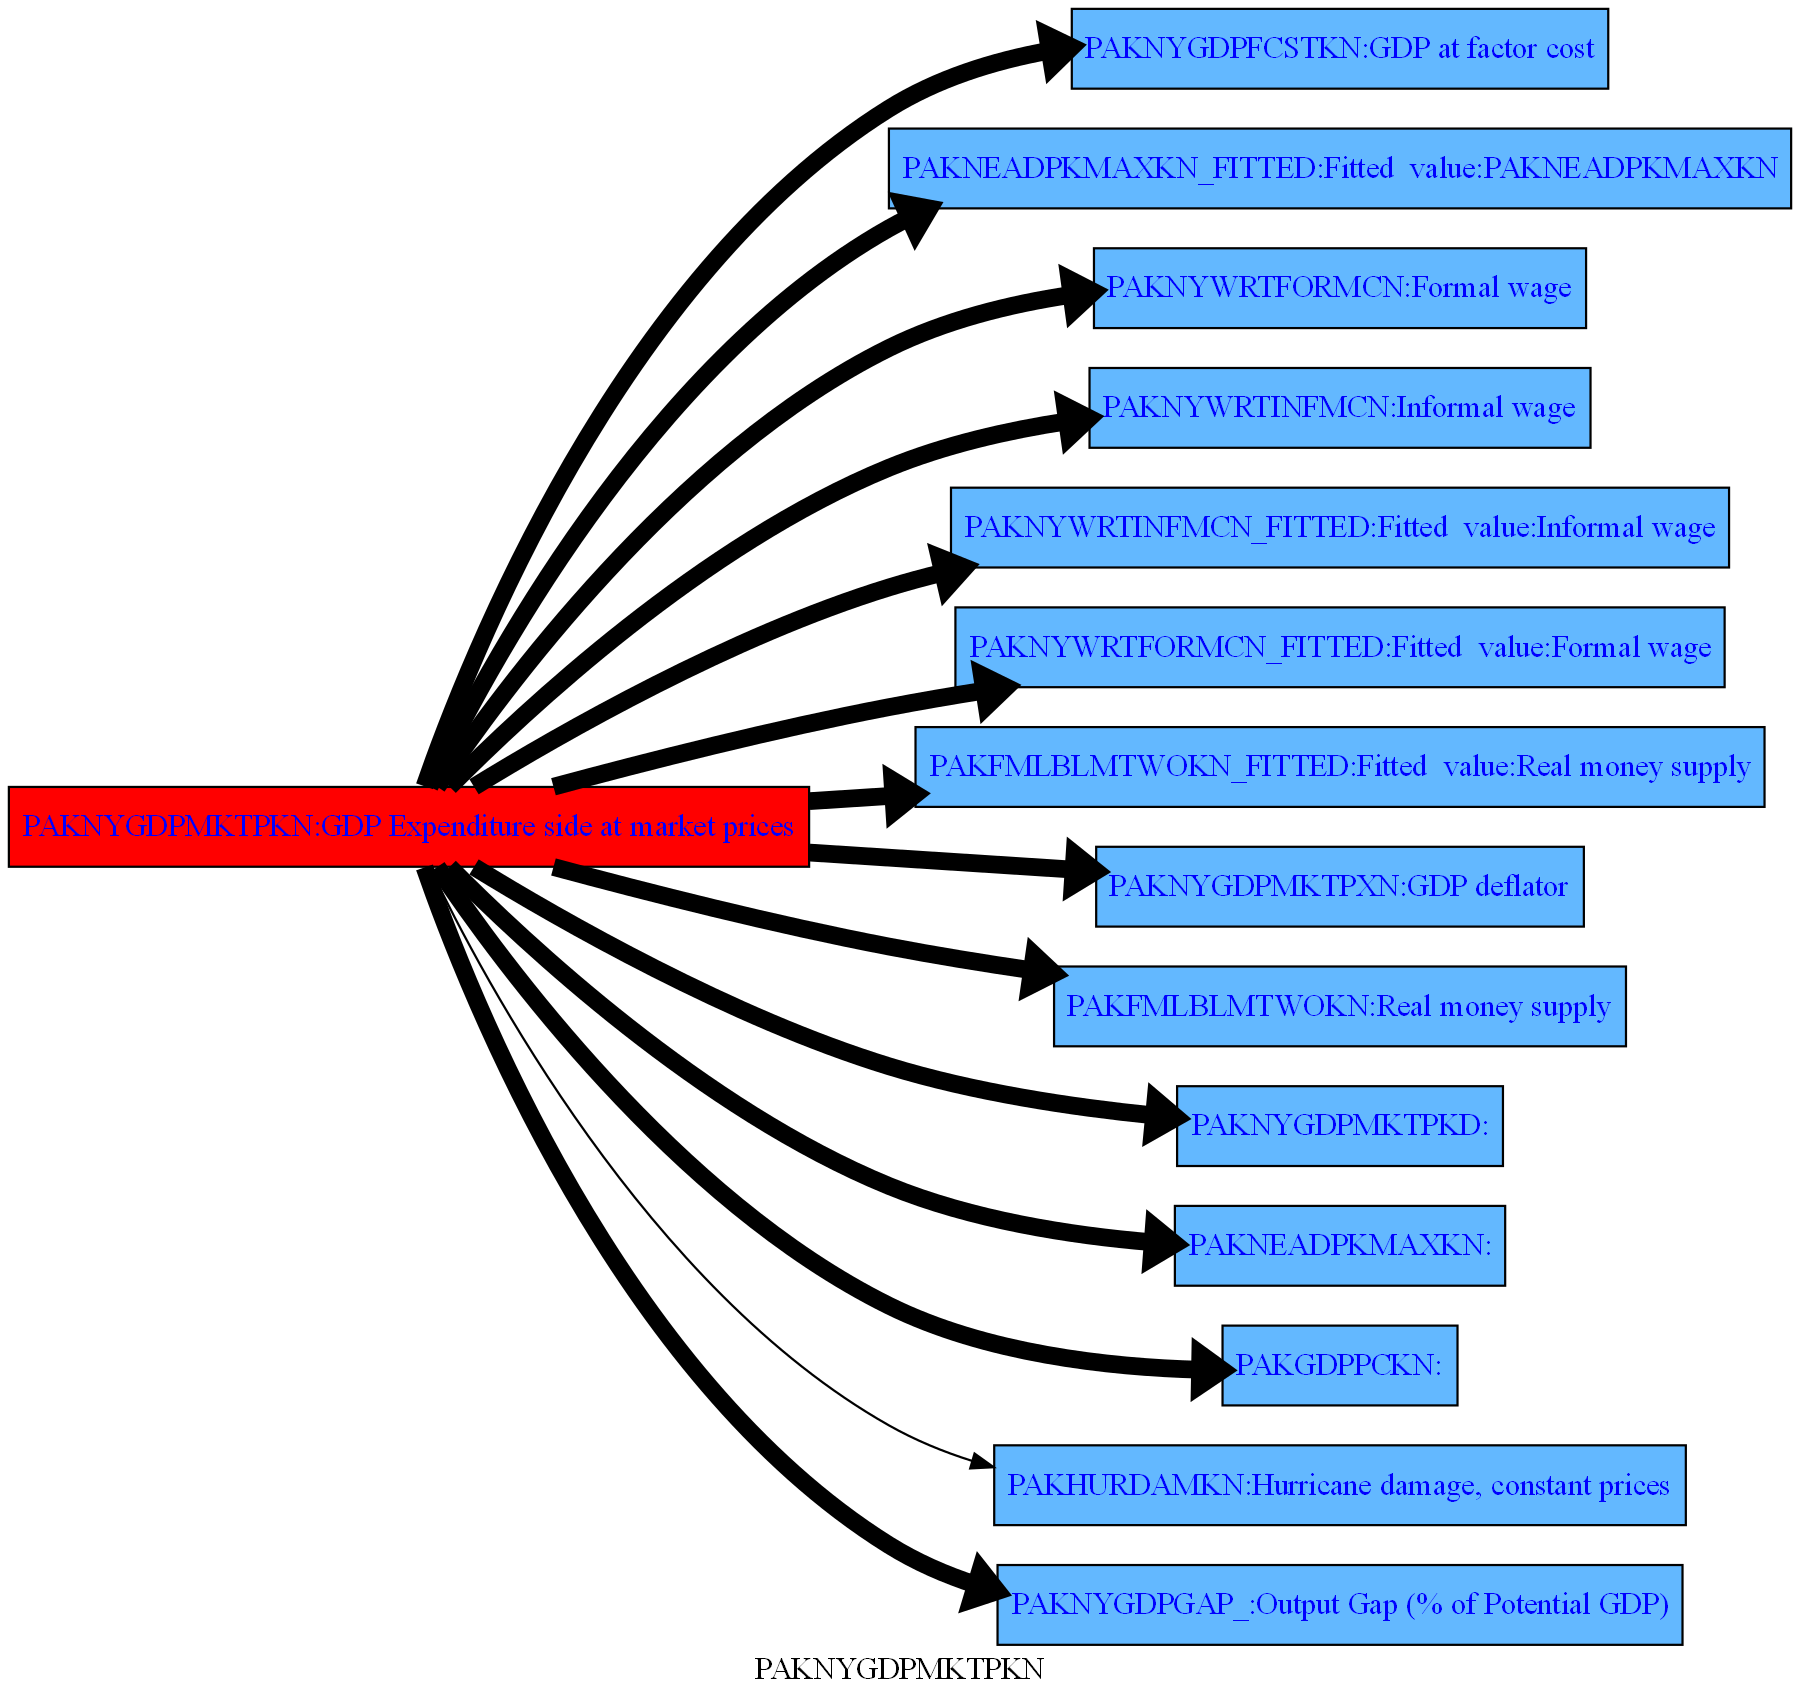 PAKNYGDPFCSTKN:GDP at factor cost
PAKNEADPKMAXKN_FITTED:Fitted  value:PAKNEADPKMAXKN
PAKNYWRTFORMCN:Formal wage
PAKNYWRTINFMCN:Informal wage
PAKNYWRTINFMCN_FITTED:Fitted  value:Informal wage
PAKNYWRTFORMCN_FITTED:Fitted  value:Formal wage
PAKFMLBLMTWOKN_FITTED:Fitted  value:Real money supply
PAKNYGDPMKTPKN:GDP Expenditure side at market prices
PAKNYGDPMKTPXN:GDP deflator
PAKFMLBLMTWOKN:Real money supply
PAKNYGDPMKTPKD:
PAKNEADPKMAXKN:
PAKGDPPCKN:
PAKHURDAMKN:Hurricane damage, constant prices
PAKNYGDPGAP_:Output Gap (% of Potential GDP)
PAKNYGDPMKTPKN